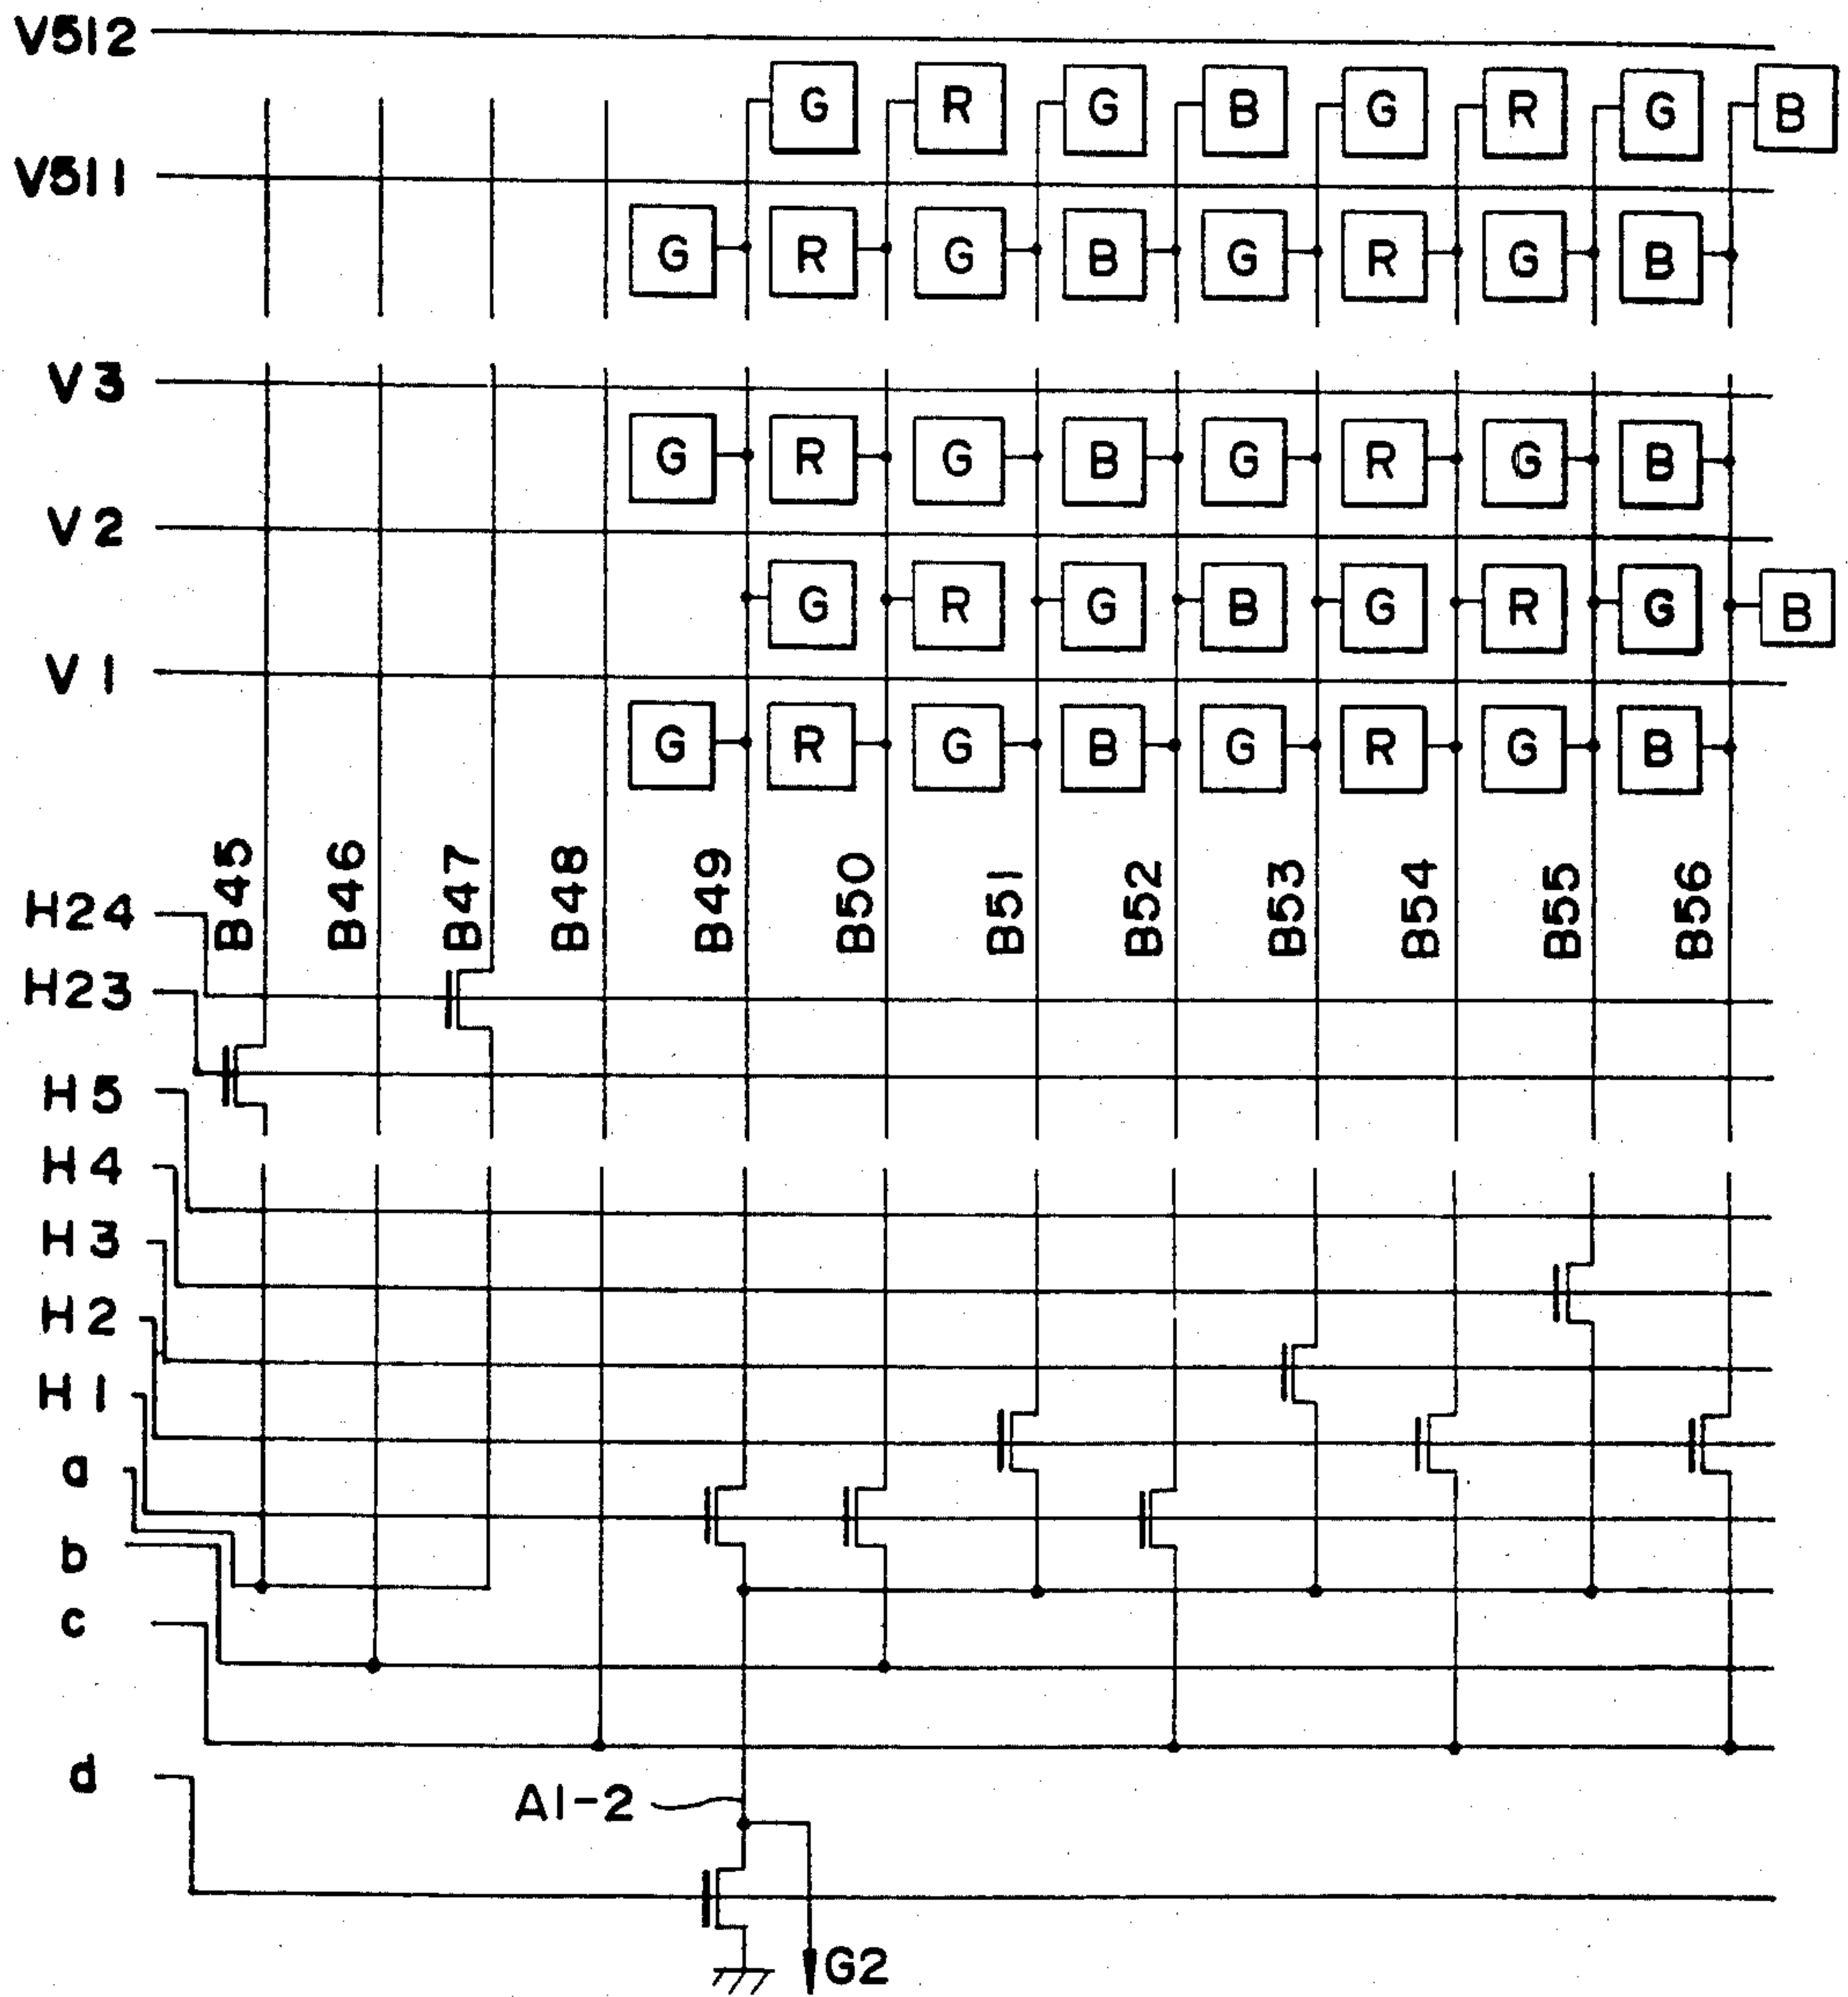 V512
G R G B G R G B
V511
G R G B G R G B
V3
G R G B G R G B
V2
G R G B G R G B
V1
G R G B G R G B
B45 B46 B47 B48 B49 B50 B51 B52 B53 B54 B55 B56
H24
H23
H5
H4
H3
H2
H1
a
b
c
d
A1-2
G2